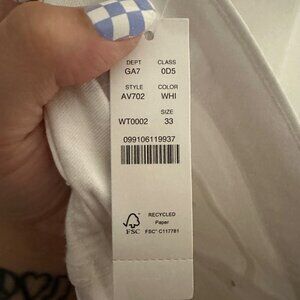 DEPT CLASS
GA7 0D5
STYLE COLOR
AV702 WHI
SIZE
WT0002 33
099106119937
RECYCLED
Paper
FSC FSC® C117781